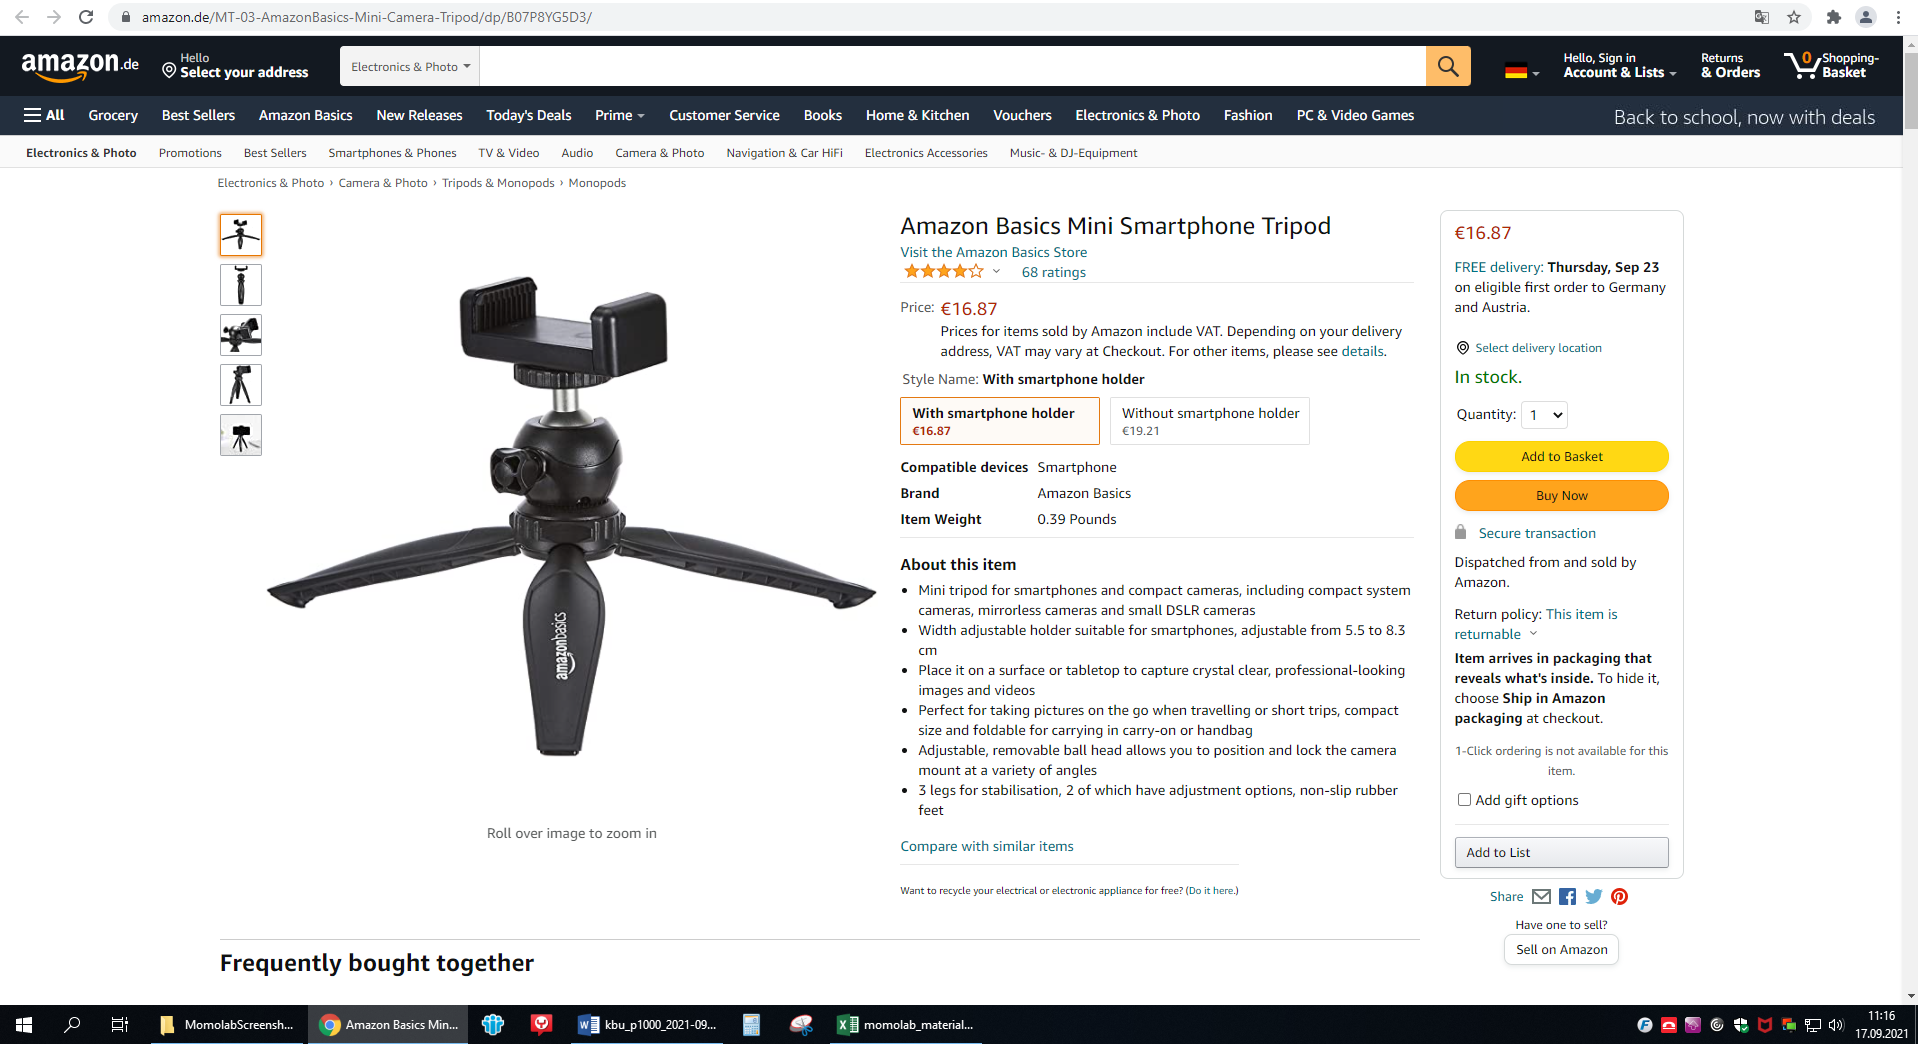 amazon.de/MT-03-AmazonBasics-Mini-Camera-Tripod/dp/B07P8YG5D3/
amazon.de
Hello
Select your address
Electronics & Photo
Hello, Sign in
Account & Lists
Returns
& Orders
0
Shopping-
Basket
All
Grocery
Best Sellers
Amazon Basics
New Releases
Today's Deals
Prime
Customer Service
Books
Home & Kitchen
Vouchers
Electronics & Photo
Fashion
PC & Video Games
Back to school, now with deals
Electronics & Photo
Promotions
Best Sellers
Smartphones & Phones
TV & Video
Audio
Camera & Photo
Navigation & Car HiFi
Electronics Accessories
Music- & DJ-Equipment
Electronics & Photo › Camera & Photo › Tripods & Monopods › Monopods
amazonbasics
Roll over image to zoom in
Amazon Basics Mini Smartphone Tripod
Visit the Amazon Basics Store
68 ratings
Price: €16.87
Prices for items sold by Amazon include VAT. Depending on your delivery
address, VAT may vary at Checkout. For other items, please see details.
Style Name: With smartphone holder
With smartphone holder
€16.87
Without smartphone holder
€19.21
Compatible devices Smartphone
Brand Amazon Basics
Item Weight 0.39 Pounds
About this item
• Mini tripod for smartphones and compact cameras, including compact system
cameras, mirrorless cameras and small DSLR cameras
• Width adjustable holder suitable for smartphones, adjustable from 5.5 to 8.3
cm
• Place it on a surface or tabletop to capture crystal clear, professional-looking
images and videos
• Perfect for taking pictures on the go when travelling or short trips, compact
size and foldable for carrying in carry-on or handbag
• Adjustable, removable ball head allows you to position and lock the camera
mount at a variety of angles
• 3 legs for stabilisation, 2 of which have adjustment options, non-slip rubber
feet
Compare with similar items
Want to recycle your electrical or electronic appliance for free? (Do it here.)
€16.87
FREE delivery: Thursday, Sep 23
on eligible first order to Germany
and Austria.
Select delivery location
In stock.
Quantity: 1
Add to Basket
Buy Now
Secure transaction
Dispatched from and sold by
Amazon.
Return policy: This item is
returnable
Item arrives in packaging that
reveals what's inside. To hide it,
choose Ship in Amazon
packaging at checkout.
1-Click ordering is not available for this
item.
Add gift options
Add to List
Share
Have one to sell?
Sell on Amazon
Frequently bought together
MomolabScreensh...
Amazon Basics Min...
kbu_p1000_2021-09...
momolab_material...
11:16
17.09.2021